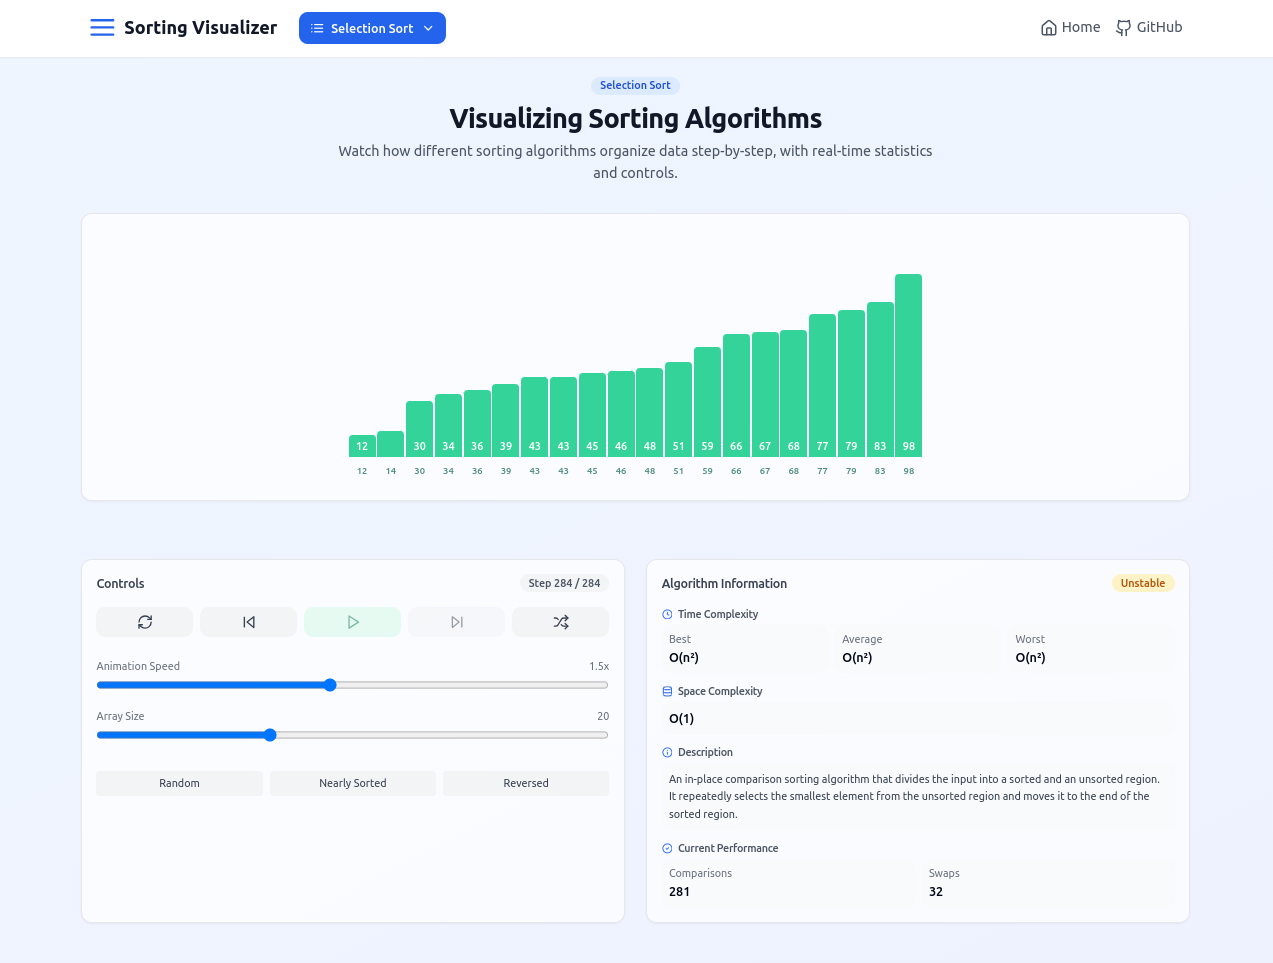 Sorting Visualizer
Selection Sort
Home
GitHub
Selection Sort
Visualizing Sorting Algorithms
Watch how different sorting algorithms organize data step-by-step, with real-time statistics
and controls.
12 30 34 36 39 43 43 45 46 48 51 59 66 67 68 77 79 83 98
12 14 30 34 36 39 43 43 45 46 48 51 59 66 67 68 77 79 83 98
Controls
Step 284 / 284
Animation Speed
1.5x
Array Size
20
Random
Nearly Sorted
Reversed
Algorithm Information
Unstable
Time Complexity
Best
Average
Worst
O(n²)
O(n²)
O(n²)
Space Complexity
O(1)
Description
An in-place comparison sorting algorithm that divides the input into a sorted and an unsorted region.
It repeatedly selects the smallest element from the unsorted region and moves it to the end of the
sorted region.
Current Performance
Comparisons
Swaps
281
32